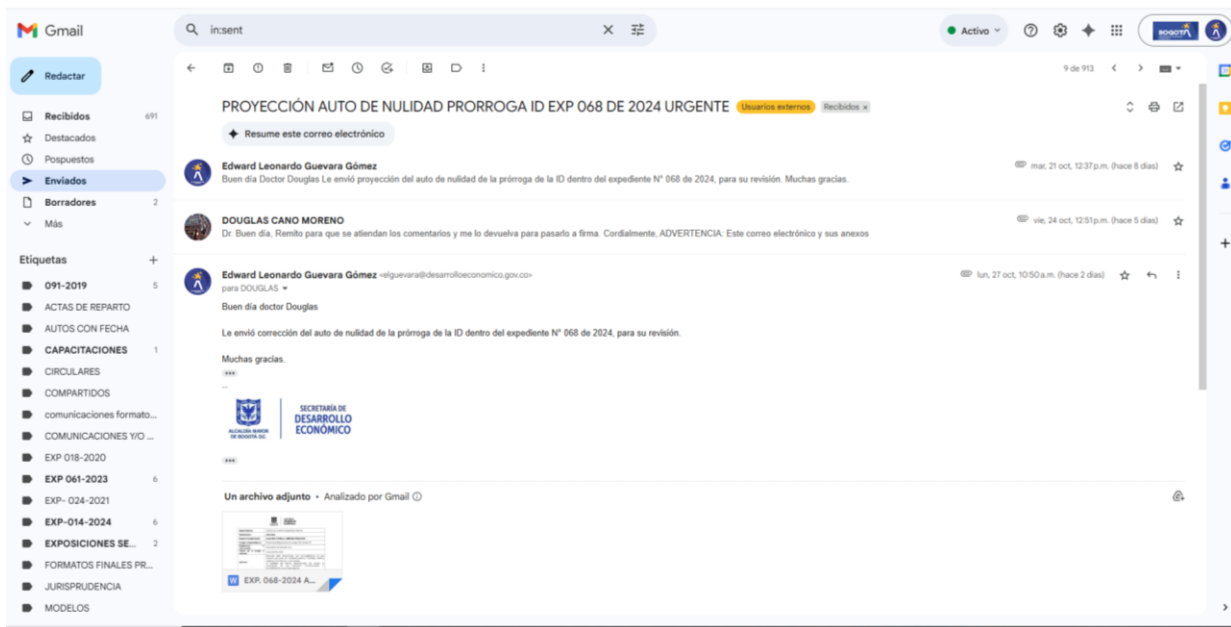 Gmail
in:sent
Activo
BOGOTÁ
Redactar
9 de 913
Recibidos 691
Destacados
Pospuestos
Enviados
Borradores 2
Más
Etiquetas
091-2019 5
ACTAS DE REPARTO
AUTOS CON FECHA
CAPACITACIONES 1
CIRCULARES
COMPARTIDOS
comunicaciones formato...
COMUNICACIONES Y/O ...
EXP 018-2020
EXP 061-2023 6
EXP- 024-2021
EXP-014-2024 6
EXPOSICIONES SE... 2
FORMATOS FINALES PR...
JURISPRUDENCIA
MODELOS
PROYECCIÓN AUTO DE NULIDAD PRORROGA ID EXP 068 DE 2024 URGENTE Usuarios externos Recibidos x
Resume este correo electrónico
Edward Leonardo Guevara Gómez mar, 21 oct, 12:37 p.m. (hace 8 días)
Buen día Doctor Douglas Le envió proyección del auto de nulidad de la prórroga de la ID dentro del expediente N° 068 de 2024, para su revisión. Muchas gracias.
DOUGLAS CANO MORENO vie, 24 oct, 12:51 p.m. (hace 5 días)
Dr. Buen día, Remito para que se atiendan los comentarios y me lo devuelva para pasarlo a firma. Cordialmente, ADVERTENCIA: Este correo electrónico y sus anexos
Edward Leonardo Guevara Gómez <elguevara@desarrolloeconomico.gov.co> lun, 27 oct, 10:50 a.m. (hace 2 días)
para DOUGLAS
Buen día doctor Douglas
Le envió corrección del auto de nulidad de la prórroga de la ID dentro del expediente N° 068 de 2024, para su revisión.
Muchas gracias.
...
ALCALDÍA MAYOR
DE BOGOTÁ D.C.
SECRETARÍA DE
DESARROLLO
ECONÓMICO
Un archivo adjunto • Analizado por Gmail
W EXP. 068-2024 A...